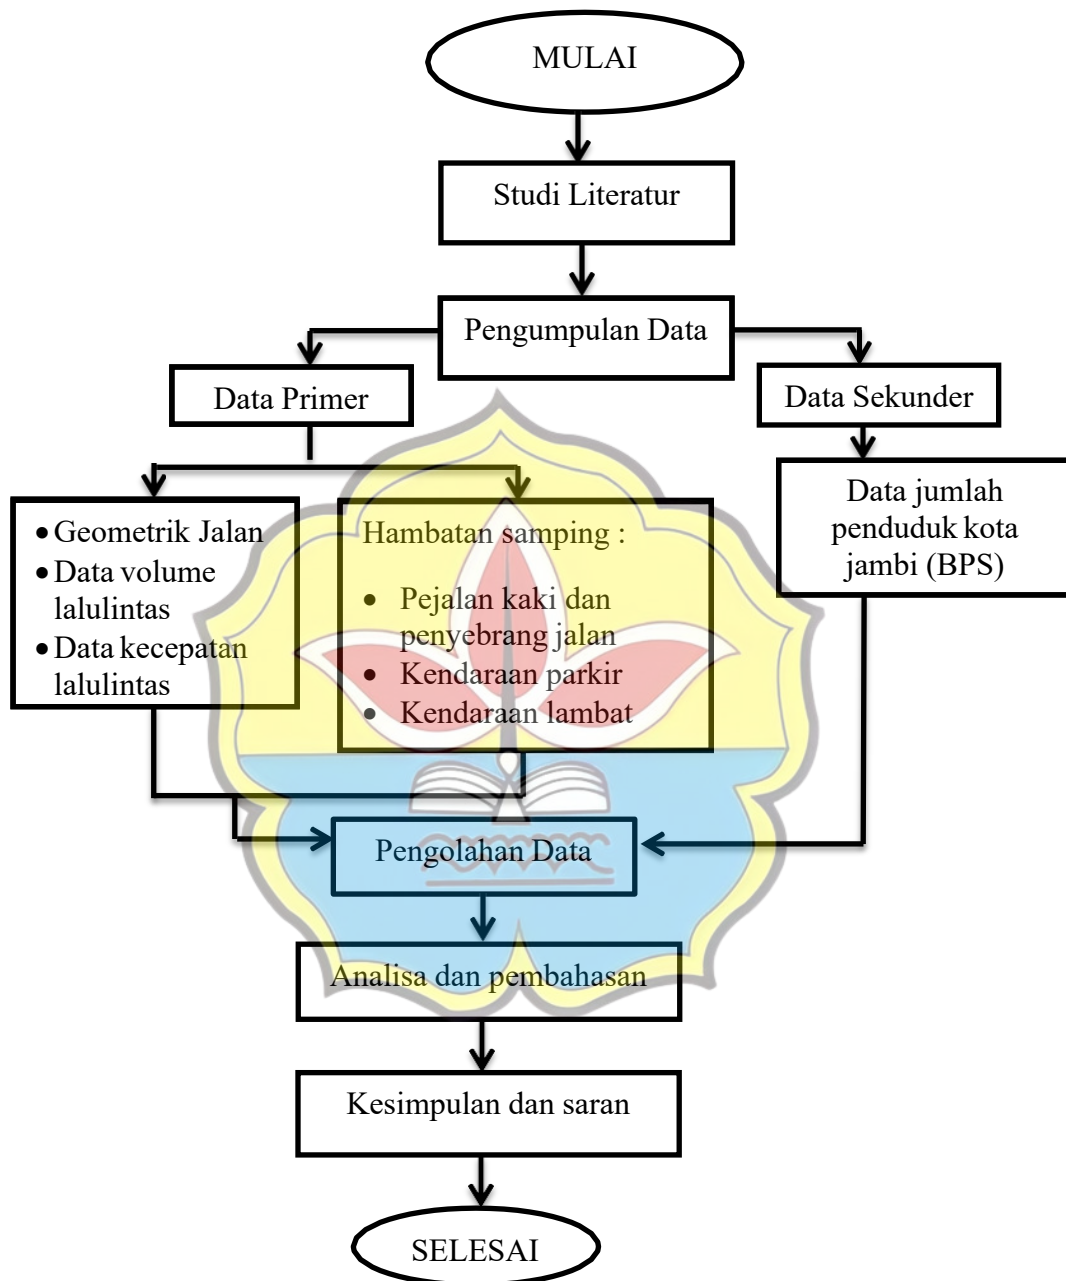 MULAI
Studi Literatur
Pengumpulan Data
Data Primer
Data Sekunder
• Geometrik Jalan
• Data volume
lalulintas
• Data kecepatan
lalulintas
Hambatan samping :
• Pejalan kaki dan
penyebrang jalan
• Kendaraan parkir
• Kendaraan lambat
Data jumlah
penduduk kota
jambi (BPS)
Pengolahan Data
Analisa dan pembahasan
Kesimpulan dan saran
SELESAI